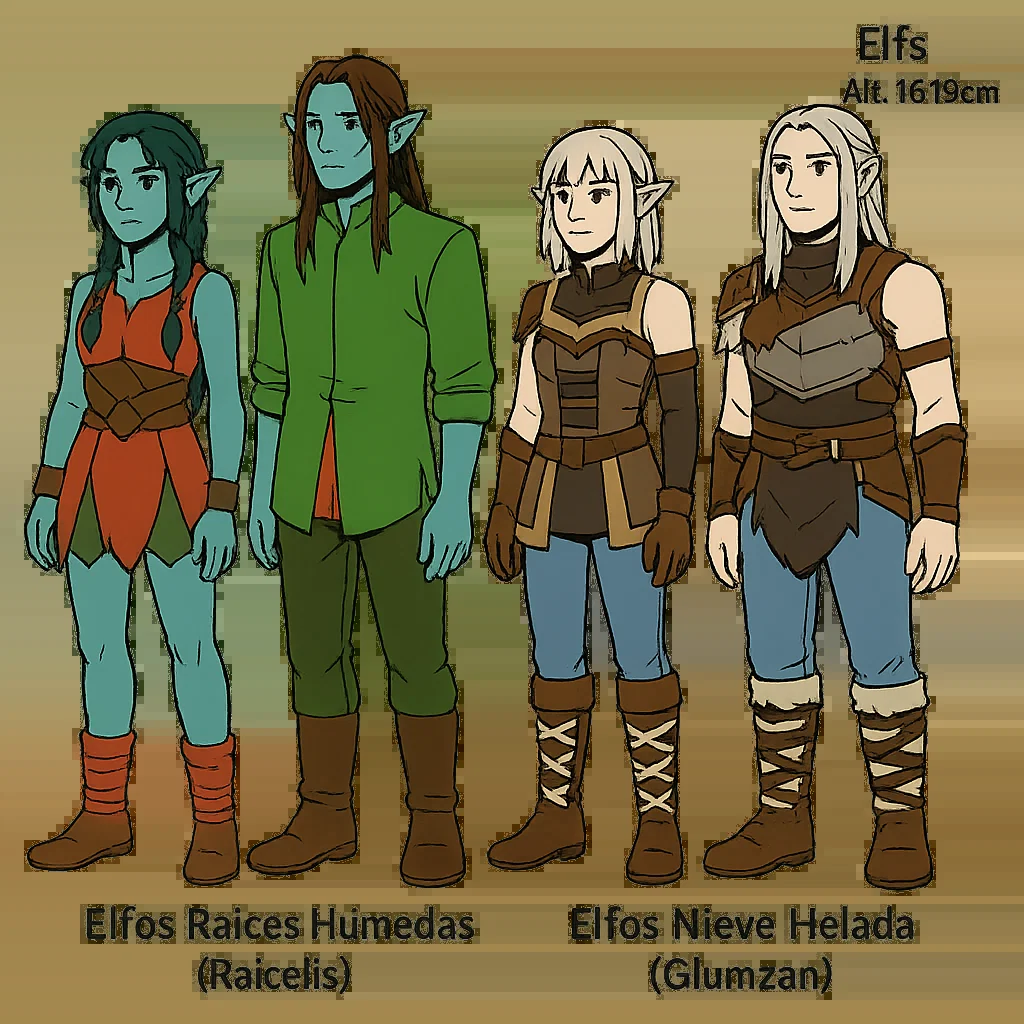 Elfs
Alt. 1619cm
Elfos Raices Humedas
(Raicelis)
Elfos Nieve Helada
(Glumzan)